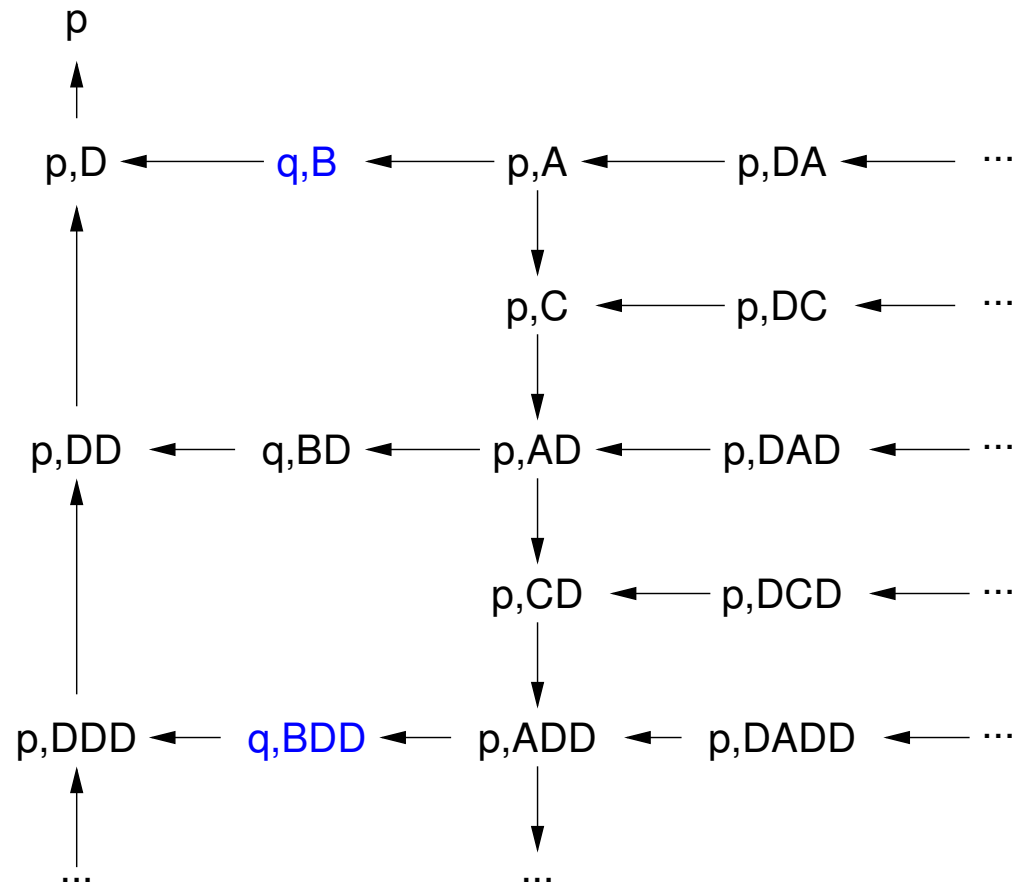 p
p,D q,B p,A p,DA ...
p,C p,DC ...
p,DD q,BD p,AD p,DAD ...
p,CD p,DCD ...
p,DDD q,BDD p,ADD p,DADD ...
... ...